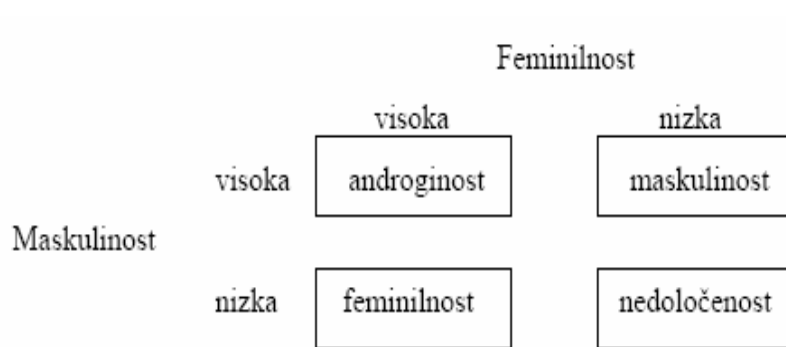 Feminilnost
visoka nizka
visoka androginost maskulinost
Maskulinost
nizka feminilnost nedoločenost